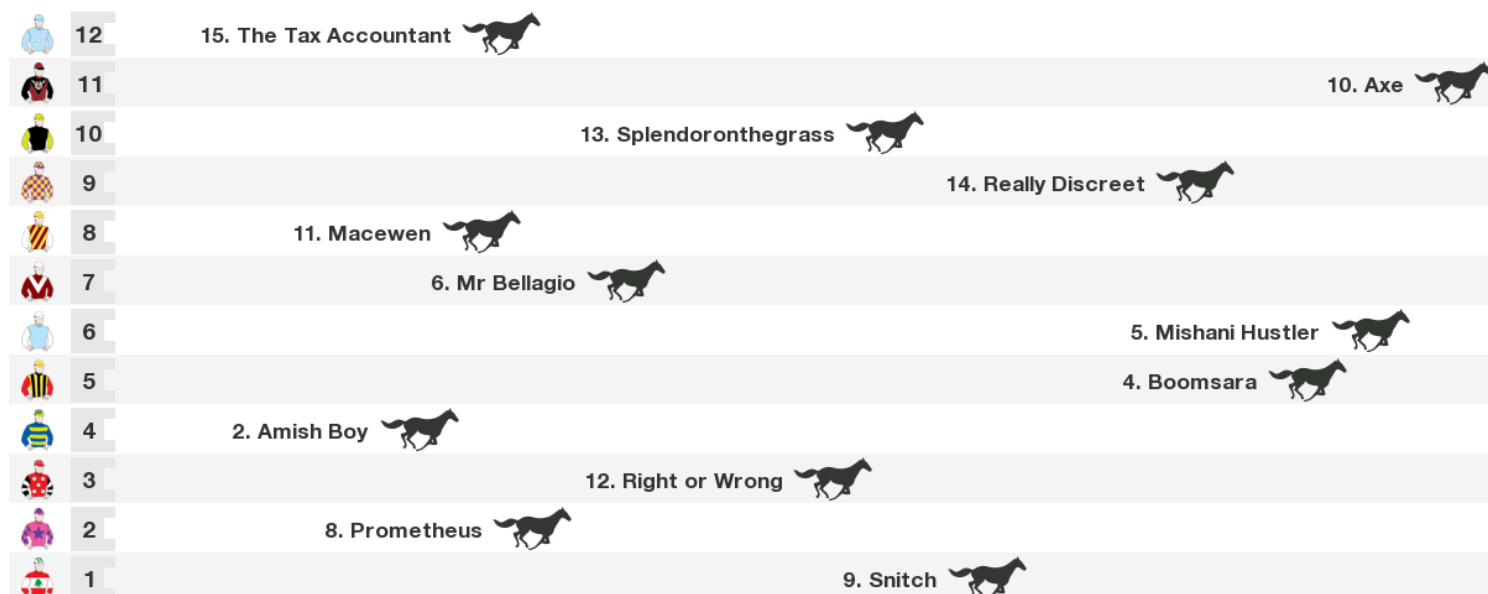 12 15. The Tax Accountant
11 10. Axe
10 13. Splendoronthegrass
9 14. Really Discreet
8 11. Macewen
7 6. Mr Bellagio
6 5. Mishani Hustler
5 4. Boomsara
4 2. Amish Boy
3 12. Right or Wrong
2 8. Prometheus
1 9. Snitch